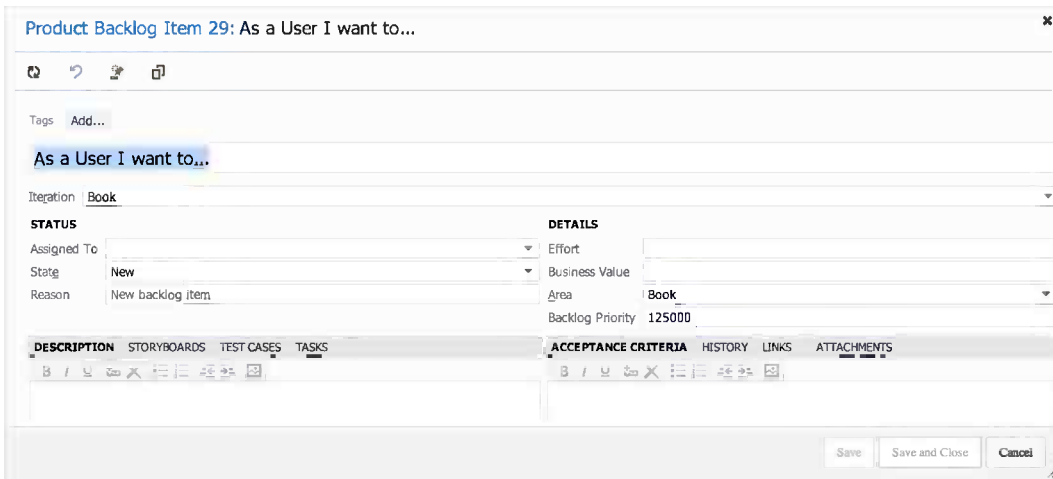 Product Backlog Item 29: As a User I want to...
Tags Add...
As a User I want to...
Iteration Book
STATUS
Assigned To
State New
Reason New backlog item
DETAILS
Effort
Business Value
Area Book
Backlog Priority 125000
DESCRIPTION STORYBOARDS TEST CASES TASKS
B I U
ACCEPTANCE CRITERIA HISTORY LINKS ATTACHMENTS
B I U
Save Save and Close Cancel